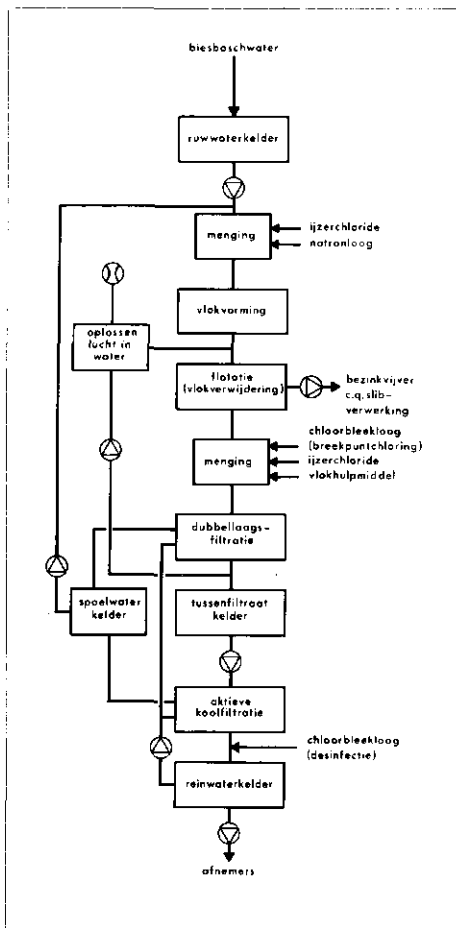 biesboschwater
ruwwaterkelder
menging
ijzerchloride
natronloog
vlokvorming
oplossen
lucht in
water
flotatie
(vlokverwijdering)
bezinkvijver
c.q. slib-
verwerking
chloorbleekloog
(breekpuntchloring)
menging
ijzerchloride
vlokhulpmiddel
dubbellaags-
filtratie
spoelwater
kelder
tussenfiltraat
kelder
aktieve
koolfiltratie
chloorbleekloog
(desinfectie)
reinwaterkelder
afnemers